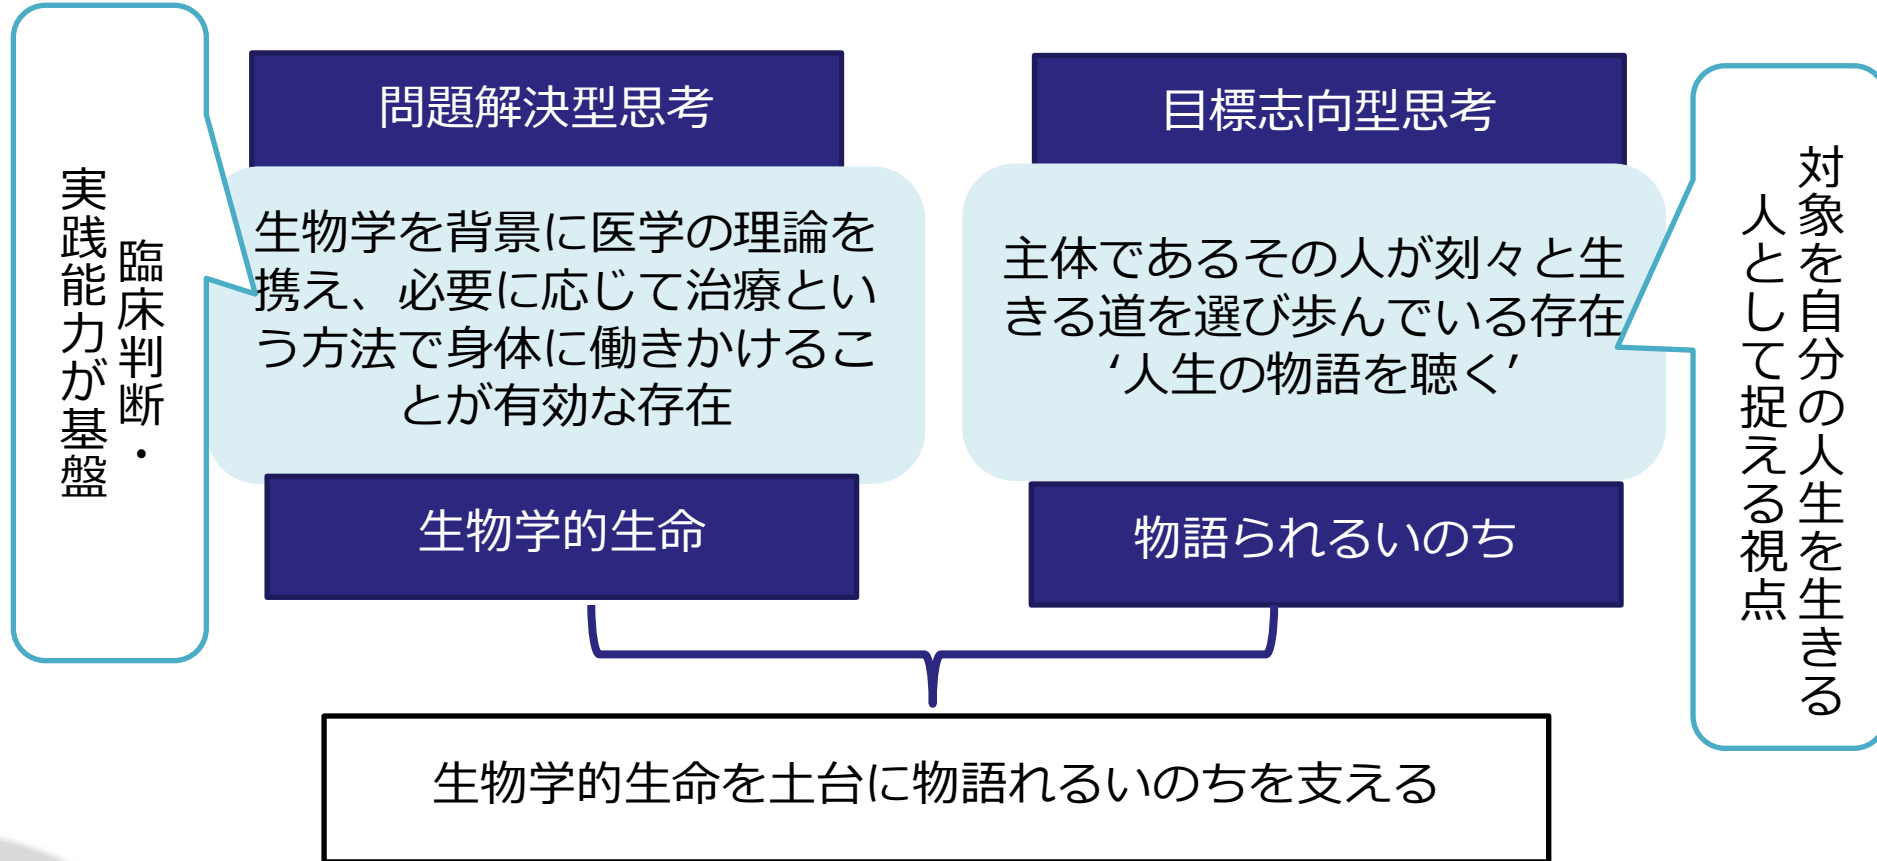 臨床判断・
実践能力が基盤
問題解決型思考
生物学を背景に医学の理論を
携え、必要に応じて治療とい
う方法で身体に働きかけるこ
とが有効な存在
生物学的生命
目標志向型思考
主体であるその人が刻々と生
きる道を選び歩んでいる存在
‘人生の物語を聴く’
物語られるいのち
対象を自分の人生を生きる
人として捉える視点
生物学的生命を土台に物語れるいのちを支える